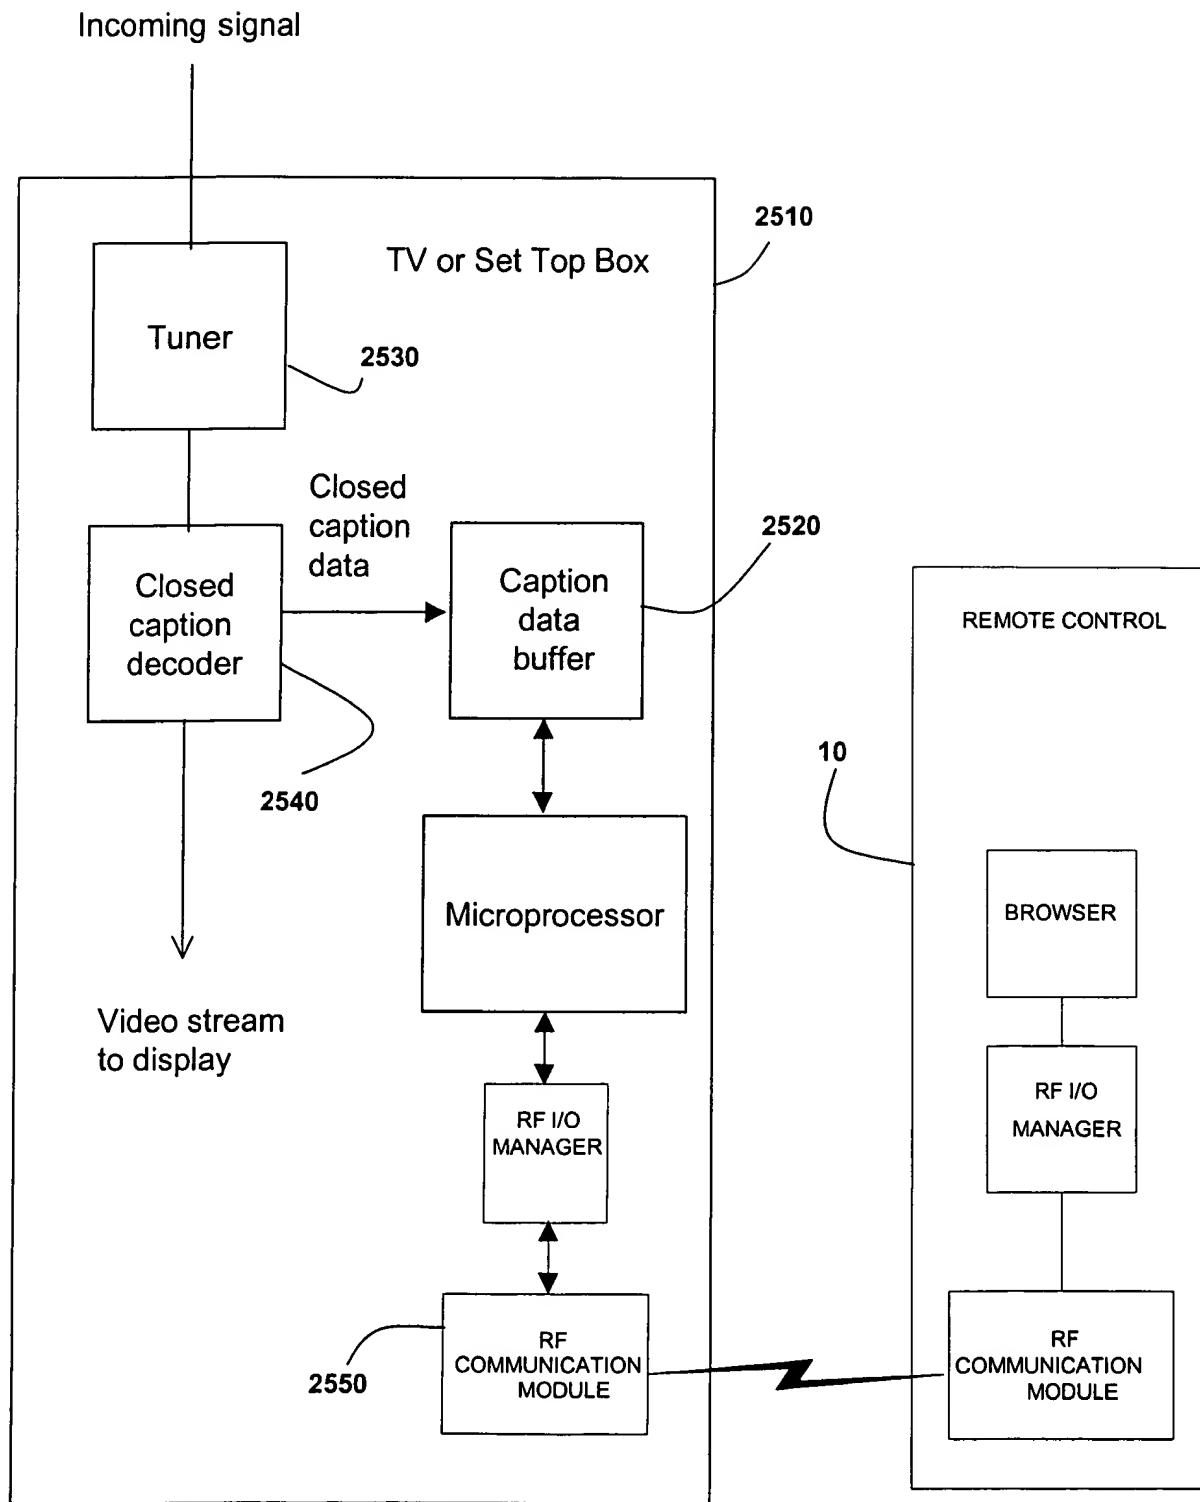 Incoming signal
2510
TV or Set Top Box
Tuner
2530
Closed
caption
data
2520
Closed
caption
decoder
Caption
data
buffer
REMOTE CONTROL
10
2540
BROWSER
Microprocessor
Video stream
to display
RF I/O
MANAGER
RF I/O
MANAGER
RF
COMMUNICATION
MODULE
2550
RF
COMMUNICATION
MODULE